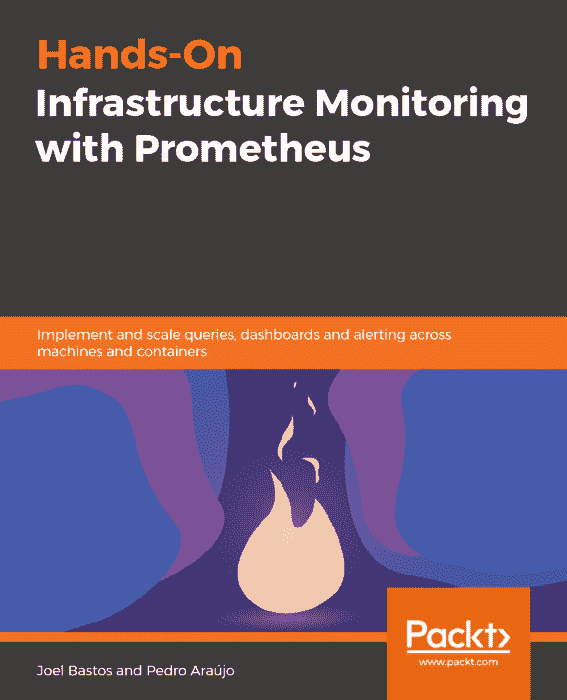 Hands-On
Infrastructure Monitoring
with Prometheus
Implement and scale queries, dashboards and alerting across
machines and containers
Packt>
www.packt.com
Joel Bastos and Pedro Araújo